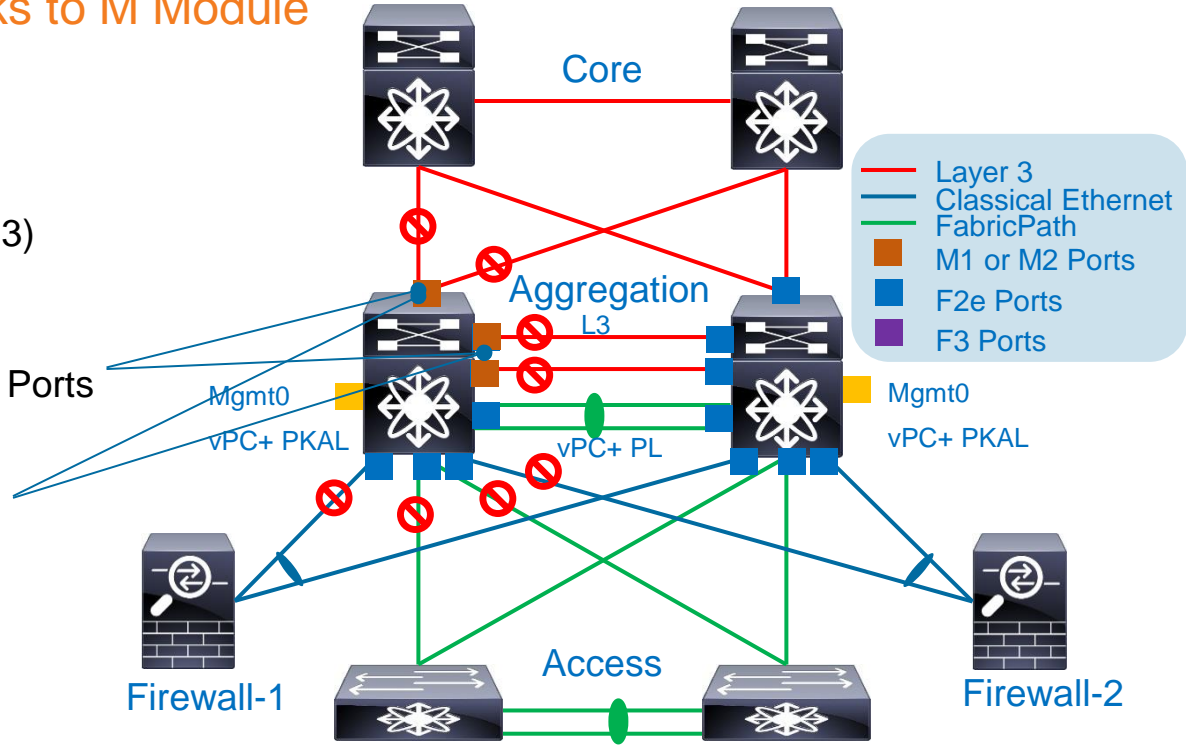 ks to M Module
Core
Layer 3
Classical Ethernet
FabricPath
M1 or M2 Ports
F2e Ports
F3 Ports
3)
Aggregation
L3
Ports
Mgmt0
vPC+ PKAL
vPC+ PL
Mgmt0
vPC+ PKAL
Firewall-1
Access
Firewall-2